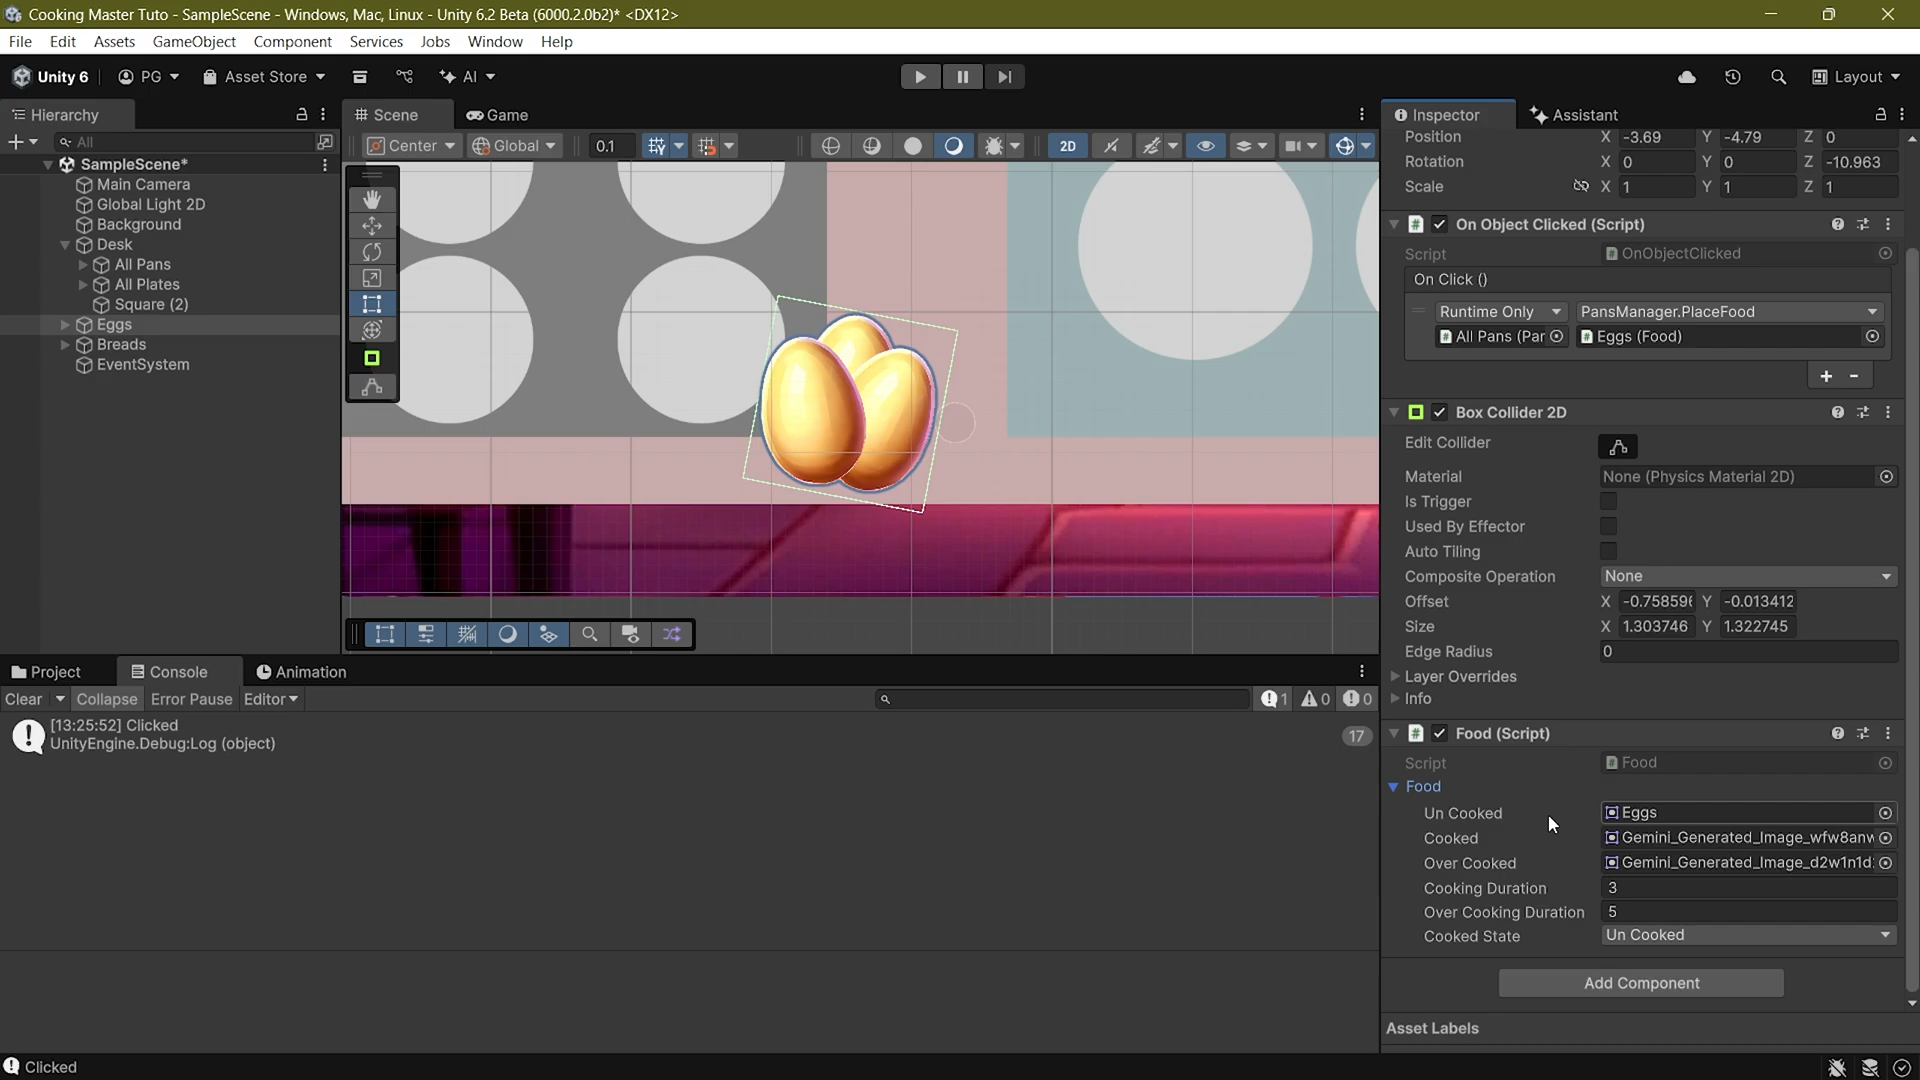 Cooking Master Tuto - SampleScene - Windows, Mac, Linux - Unity 6.2 Beta (6000.2.0b2)* <DX12>
File Edit Assets GameObject Component Services Jobs Window Help
Unity 6 PG Asset Store AI Layout
Hierarchy
All
SampleScene*
Main Camera
Global Light 2D
Background
Desk
All Pans
All Plates
Square (2)
Eggs
Breads
EventSystem
Scene Game
Center Global 0.1 2D
Project Console Animation
Clear Collapse Error Pause Editor 1 0 0
[13:25:52] Clicked
UnityEngine.Debug:Log (object)
17
Inspector Assistant
Position X -3.69 Y -4.79 Z 0
Rotation X 0 Y 0 Z -10.963
Scale X 1 Y 1 Z 1
On Object Clicked (Script)
Script OnObjectClicked
On Click ()
Runtime Only PansManager.PlaceFood
All Pans (Par Eggs (Food)
+ -
Box Collider 2D
Edit Collider
Material None (Physics Material 2D)
Is Trigger
Used By Effector
Auto Tiling
Composite Operation None
Offset X -0.758596 Y -0.013412
Size X 1.303746 Y 1.322745
Edge Radius 0
Layer Overrides
Info
Food (Script)
Script Food
Food
Un Cooked Eggs
Cooked Gemini_Generated_Image_wfw8anw
Over Cooked Gemini_Generated_Image_d2w1n1d
Cooking Duration 3
Over Cooking Duration 5
Cooked State Un Cooked
Add Component
Asset Labels
Clicked